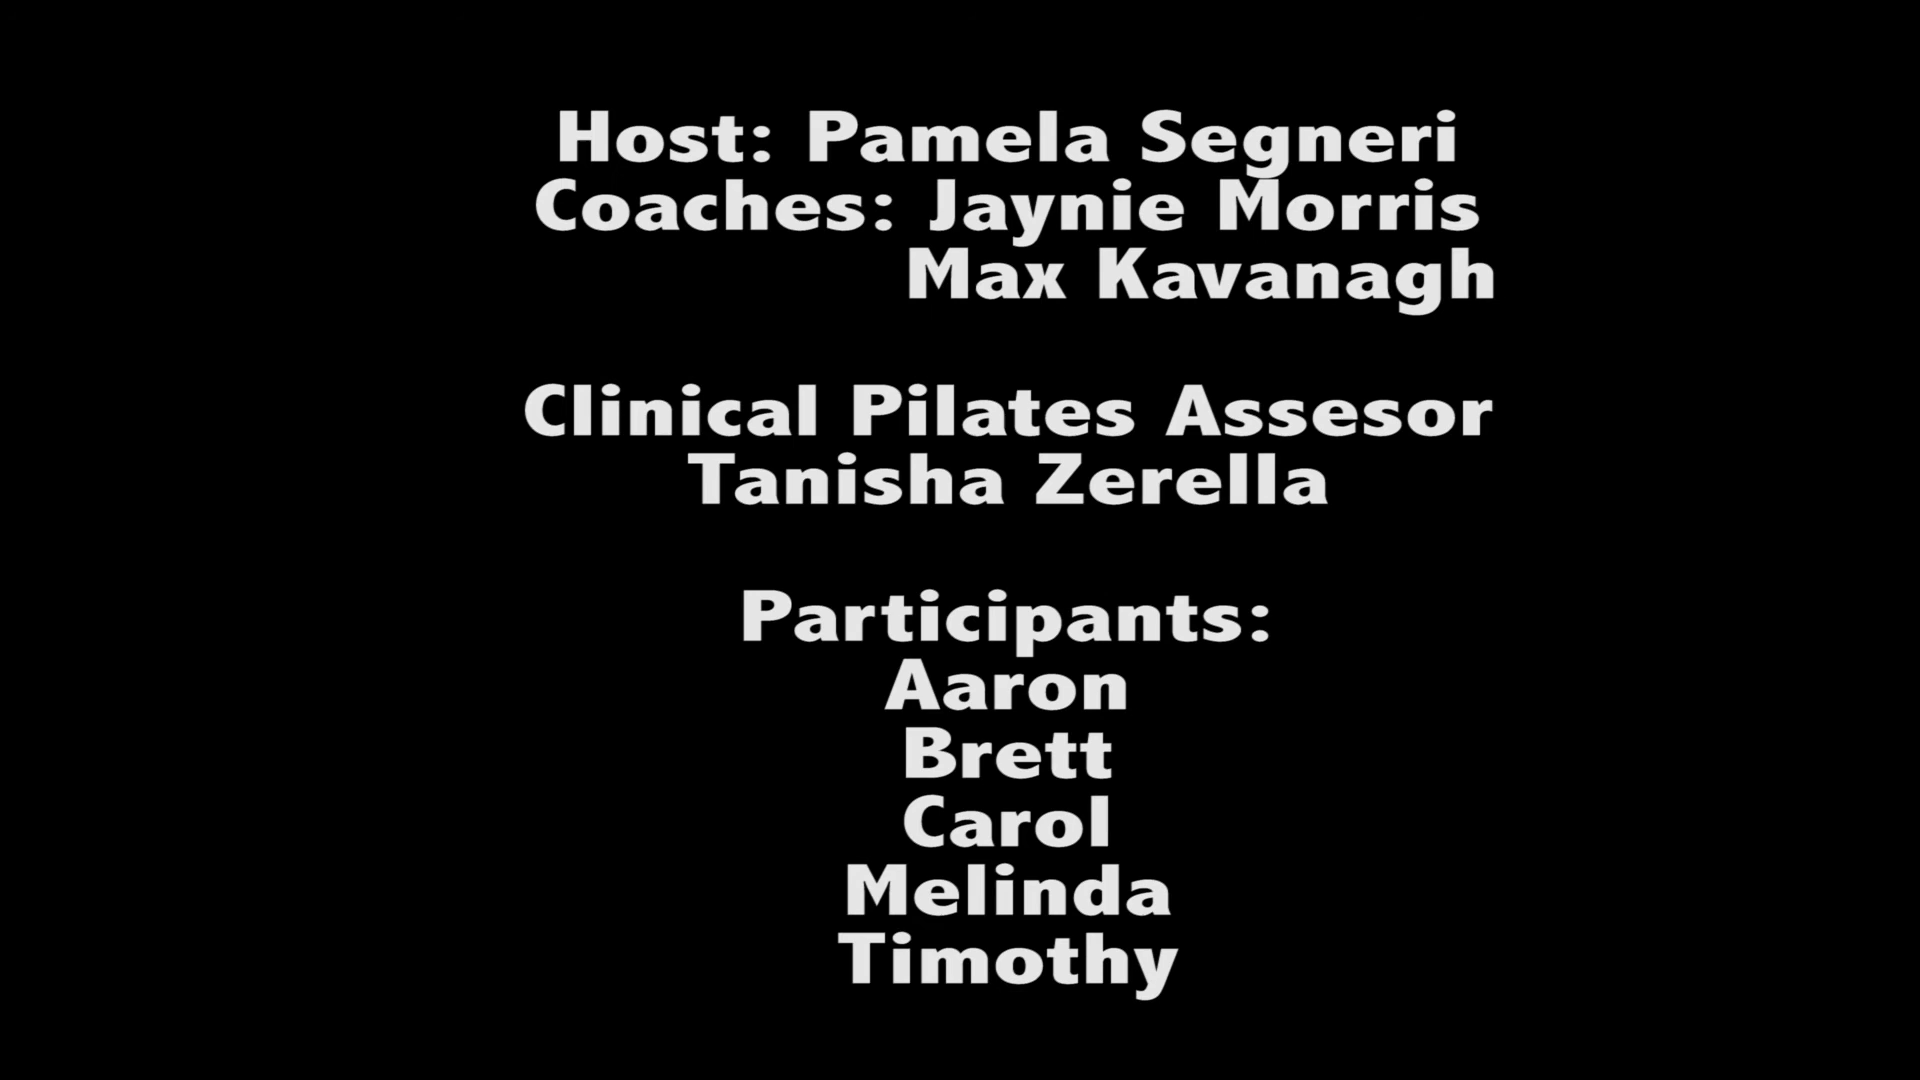 Host: Pamela Segneri
Coaches: Jaynie Morris
Max Kavanagh
Clinical Pilates Assesor
Tanisha Zerella
Participants:
Aaron
Brett
Carol
Melinda
Timothy